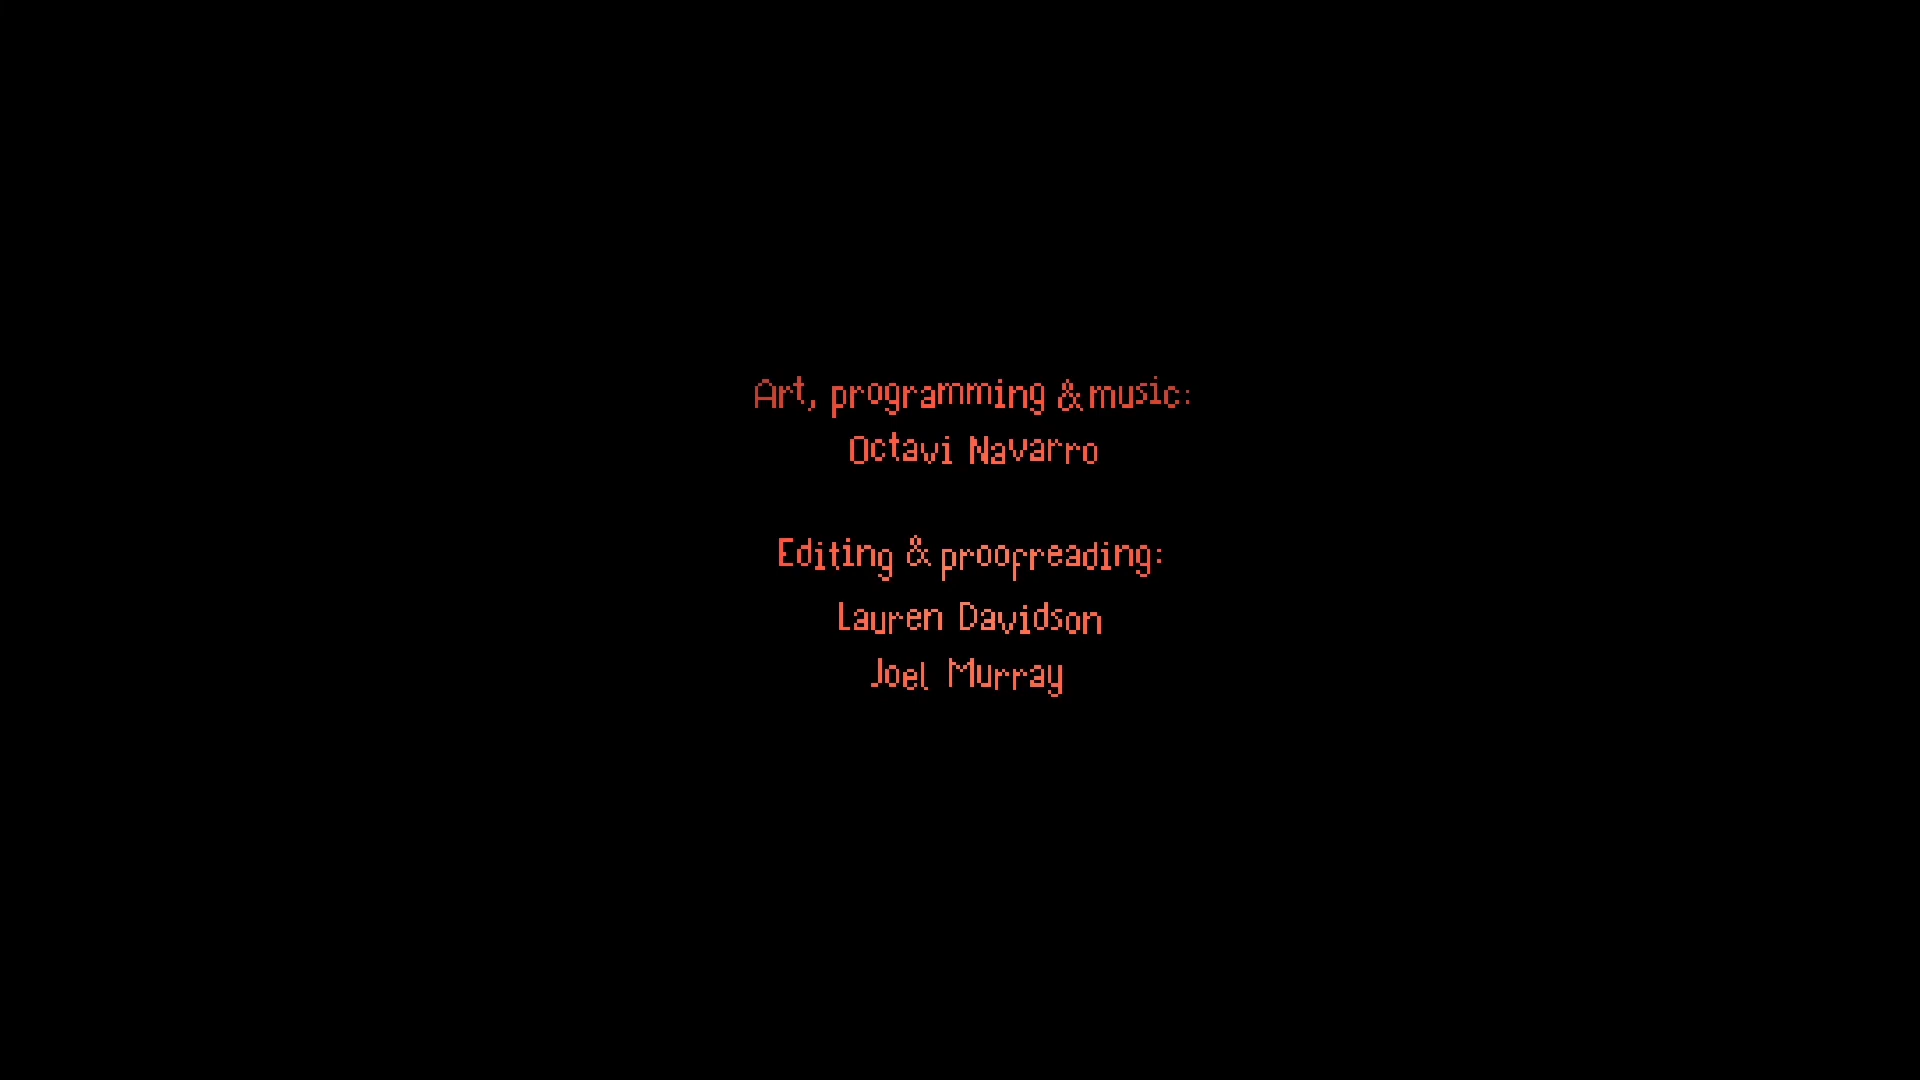 Art, programming & music:
Octavi Navarro
Editing & proofreading:
Lauren Davidson
Joel Murray